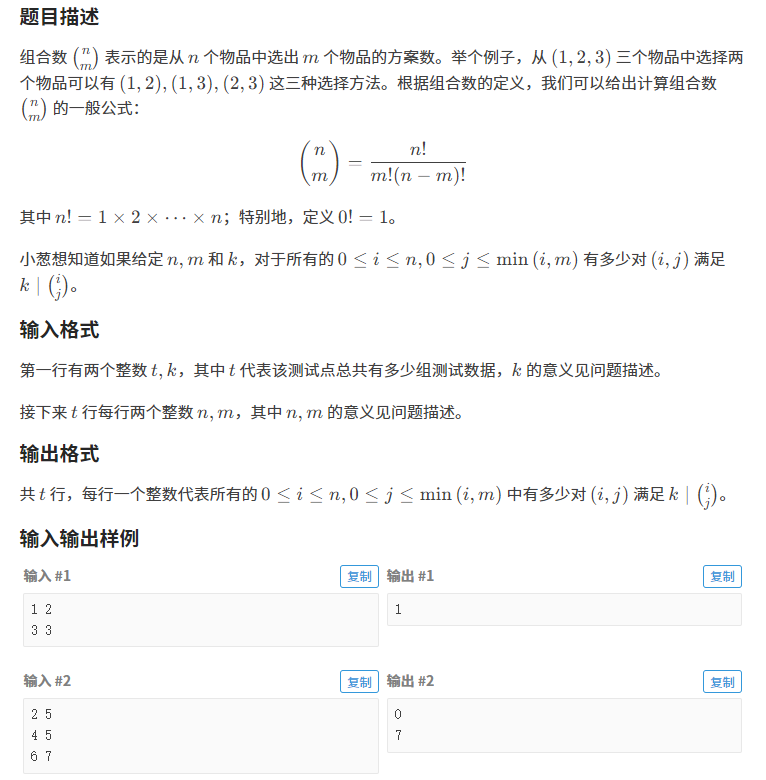 题目描述
组合数 $\binom{n}{m}$ 表示的是从 $n$ 个物品中选出 $m$ 个物品的方案数。举个例子，从 $(1, 2, 3)$ 三个物品中选择两
个物品可以有 $(1, 2), (1, 3), (2, 3)$ 这三种选择方法。根据组合数的定义，我们可以给出计算组合数
$\binom{n}{m}$ 的一般公式：
$\binom{n}{m} = \frac{n!}{m!(n-m)!}$
其中 $n! = 1 \times 2 \times \cdots \times n$；特别地，定义 $0! = 1$。
小葱想知道如果给定 $n, m$ 和 $k$，对于所有的 $0 \leq i \leq n, 0 \leq j \leq \min(i, m)$ 有多少对 $(i, j)$ 满足
$k \mid \binom{i}{j}$。
输入格式
第一行有两个整数 $t, k$，其中 $t$ 代表该测试点总共有多少组测试数据，$k$ 的意义见问题描述。
接下来 $t$ 行每行两个整数 $n, m$，其中 $n, m$ 的意义见问题描述。
输出格式
共 $t$ 行，每行一个整数代表所有的 $0 \leq i \leq n, 0 \leq j \leq \min(i, m)$ 中有多少对 $(i, j)$ 满足 $k \mid \binom{i}{j}$。
输入输出样例
输入 #1 复制 输出 #1 复制
1 2 1
3 3
输入 #2 复制 输出 #2 复制
2 5 0
4 5 7
6 7